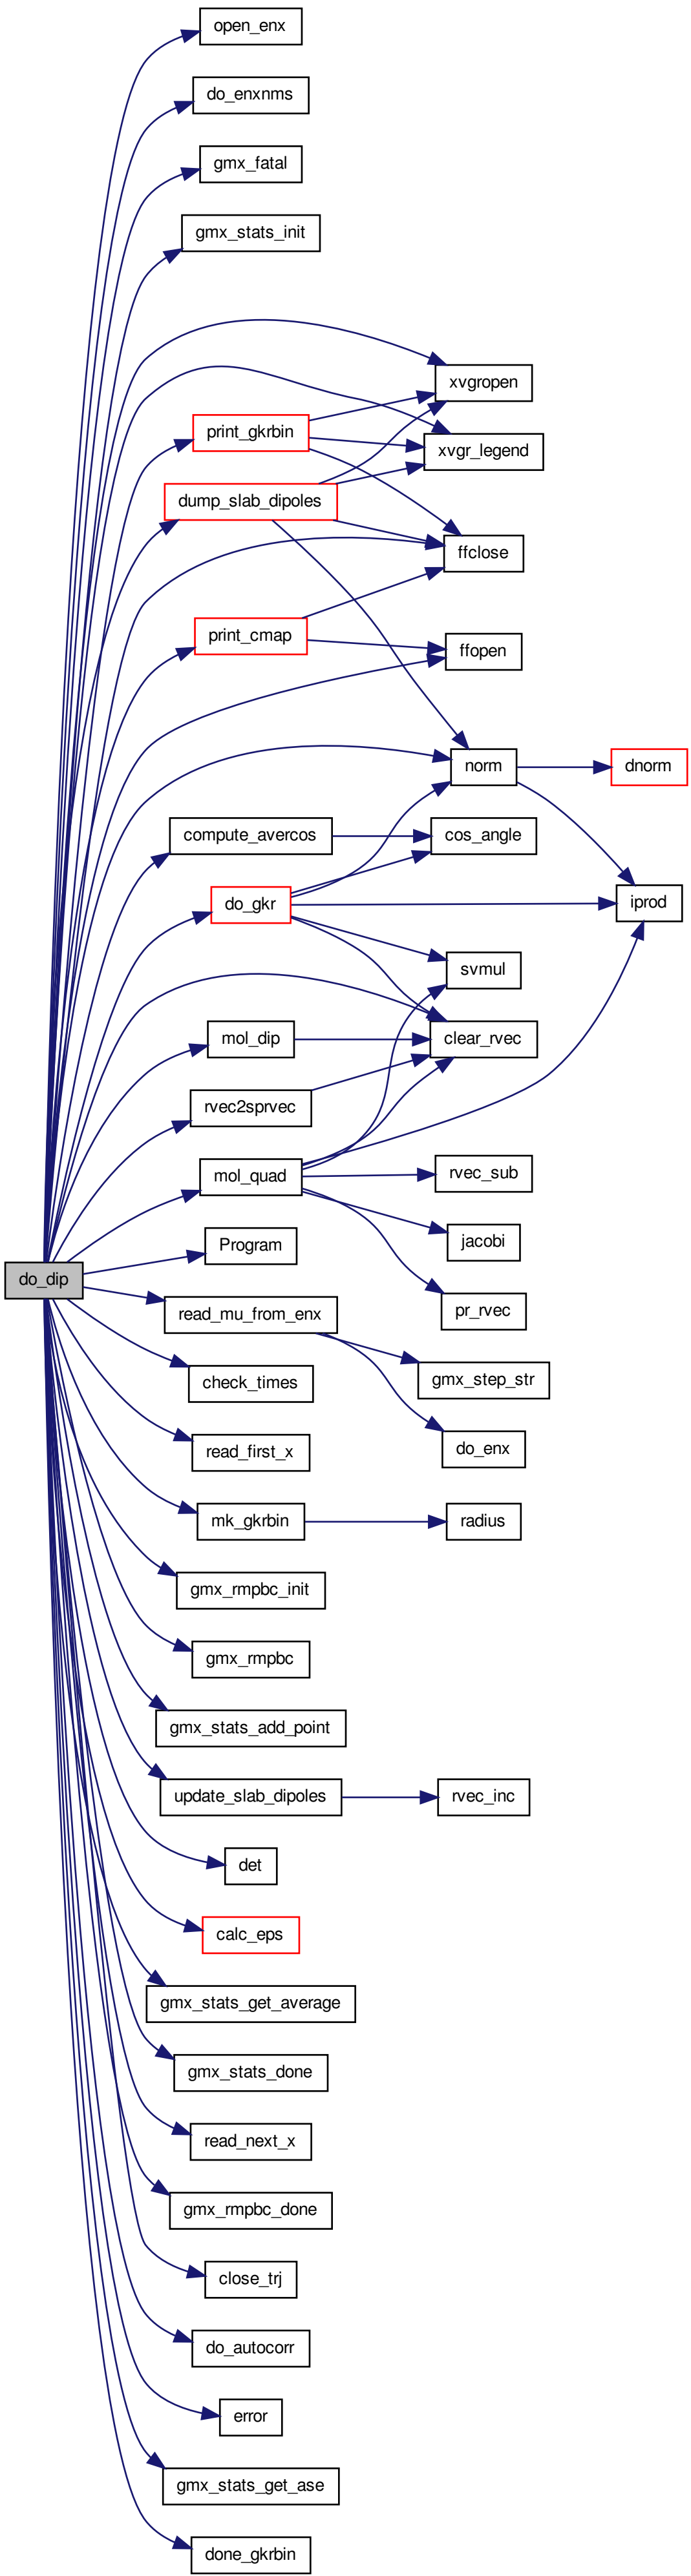 open_enx
do_enxnms
gmx_fatal
gmx_stats_init
xvgropen
print_gkrbin
xvgr_legend
dump_slab_dipoles
ffclose
print_cmap
ffopen
norm
dnorm
compute_avercos
cos_angle
do_gkr
iprod
svmul
mol_dip
clear_rvec
rvec2sprvec
mol_quad
rvec_sub
Program
jacobi
do_dip
read_mu_from_enx
pr_rvec
check_times
gmx_step_str
read_first_x
do_enx
mk_gkrbin
radius
gmx_rmpbc_init
gmx_rmpbc
gmx_stats_add_point
update_slab_dipoles
rvec_inc
det
calc_eps
gmx_stats_get_average
gmx_stats_done
read_next_x
gmx_rmpbc_done
close_trj
do_autocorr
error
gmx_stats_get_ase
done_gkrbin